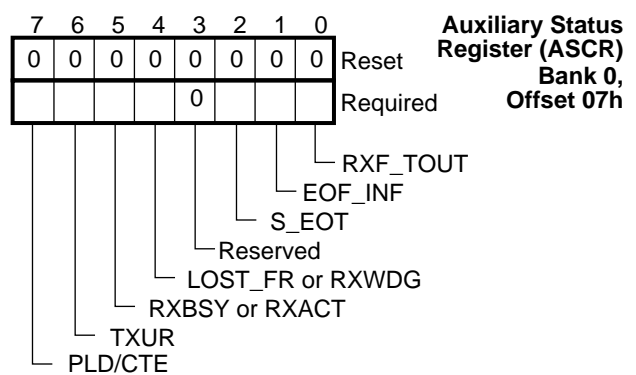 7 6 5 4 3 2 1 0
Auxiliary Status
Register (ASCR)
Bank 0,
Offset 07h
0 0 0 0 0 0 0 0 Reset
0 Required
RXF_TOUT
EOF_INF
S_EOT
Reserved
LOST_FR or RXWDG
RXBSY or RXACT
TXUR
PLD/CTE